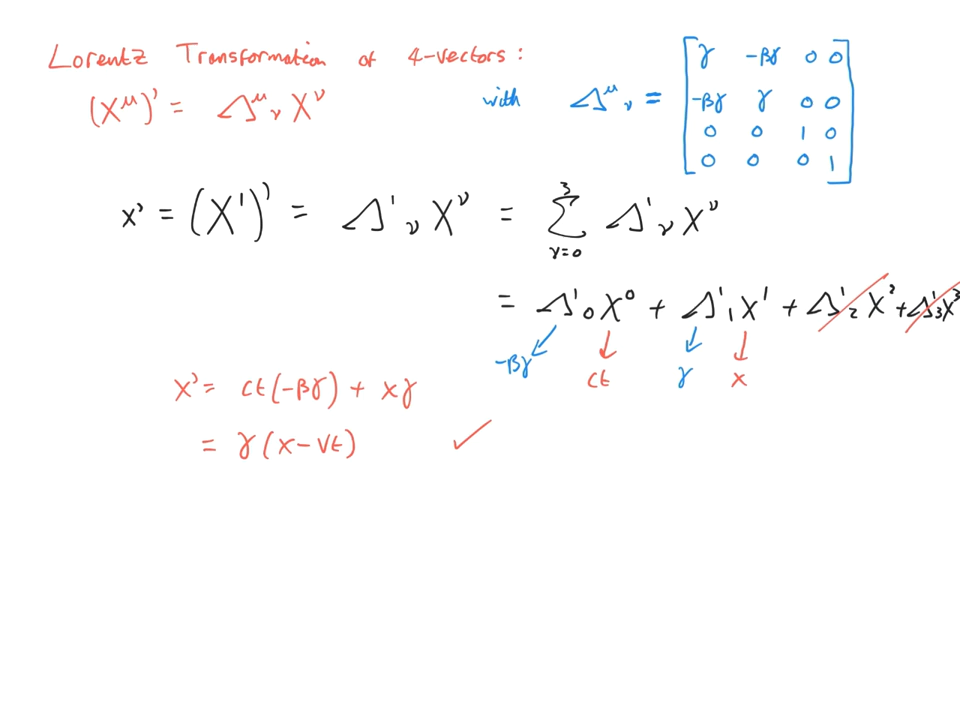 Lorentz Transformation of 4-vectors:
(X^μ)' = Λ^μ_ν X^ν with Λ^μ_ν = [γ -βγ 0 0
-βγ γ 0 0
0 0 1 0
0 0 0 1]
x' = (X^1)' = Λ^1_ν X^ν = Σ_{γ=0}^{3} Λ^1_ν X^ν
= Λ^1_0 X^0 + Λ^1_1 X^1 + Λ^1_2 X^2 + Λ^1_3 X^3
-βγ ct γ x
x' = ct(-βγ) + xγ
= γ(x-vt) ✓